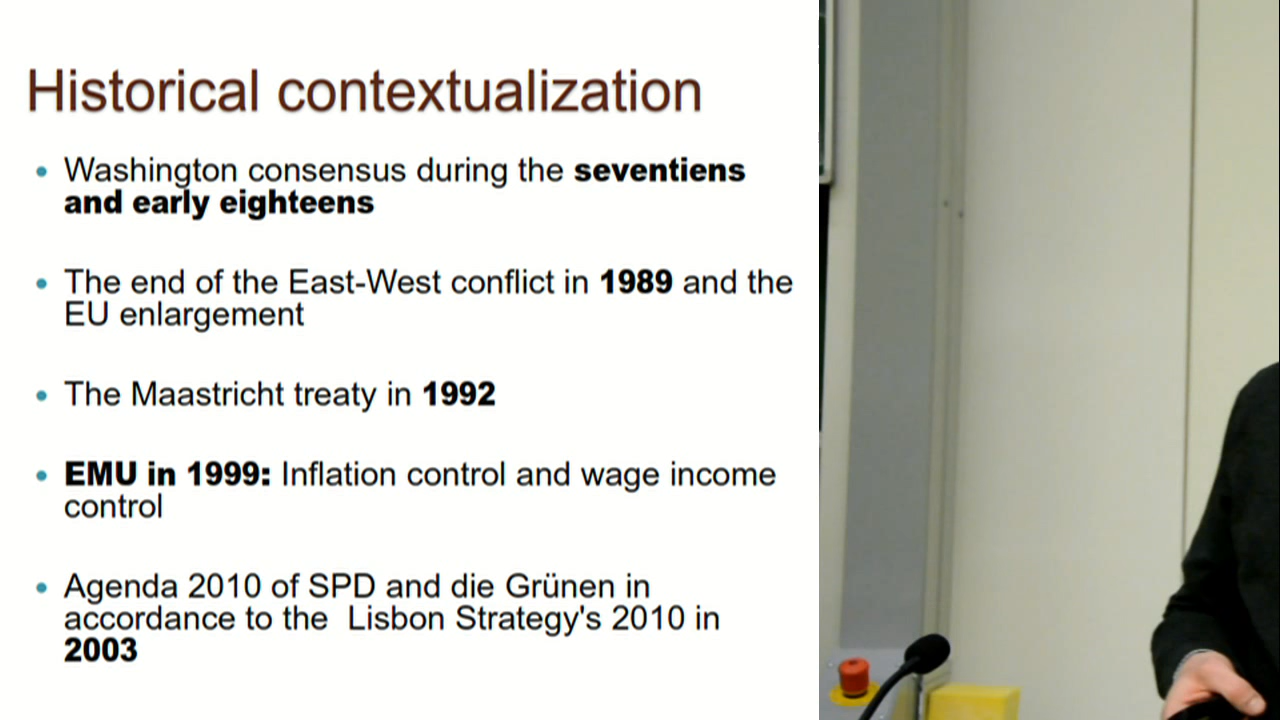 Historical contextualization
• Washington consensus during the seventiens
and early eighteens
• The end of the East-West conflict in 1989 and the
EU enlargement
• The Maastricht treaty in 1992
• EMU in 1999: Inflation control and wage income
control
• Agenda 2010 of SPD and die Grünen in
accordance to the  Lisbon Strategy's 2010 in
2003